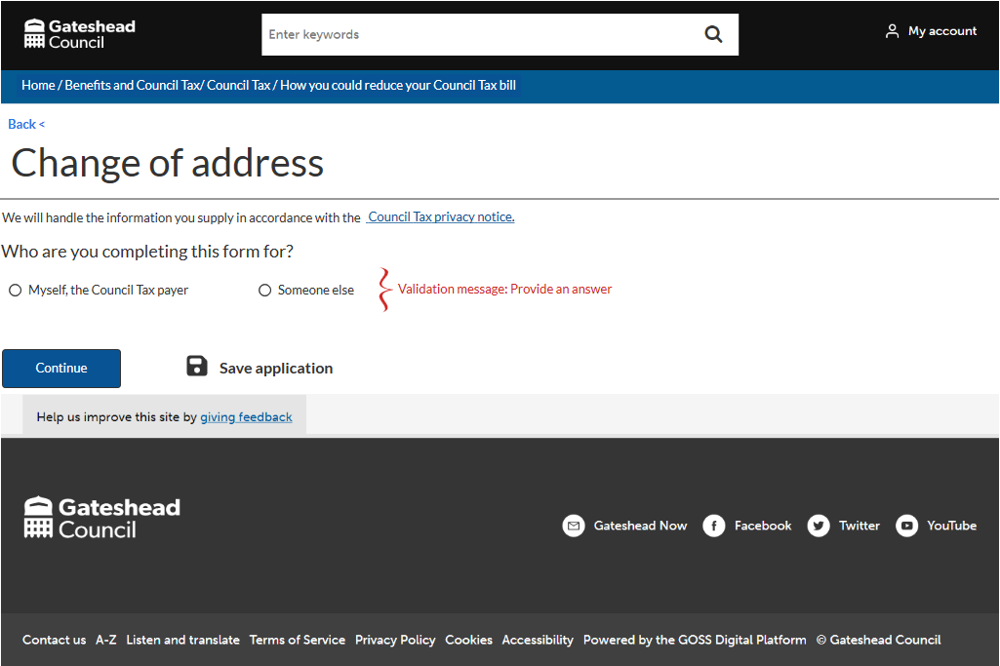 Gateshead
Council
Enter keywords
My account
Home / Benefits and Council Tax/ Council Tax / How you could reduce your Council Tax bill
Back <
Change of address
We will handle the information you supply in accordance with the Council Tax privacy notice.
Who are you completing this form for?
Myself, the Council Tax payer
Someone else
Validation message: Provide an answer
Continue
Save application
Help us improve this site by giving feedback
Gateshead
Council
Gateshead Now
Facebook
Twitter
YouTube
Contact us A-Z Listen and translate Terms of Service Privacy Policy Cookies Accessibility Powered by the GOSS Digital Platform © Gateshead Council